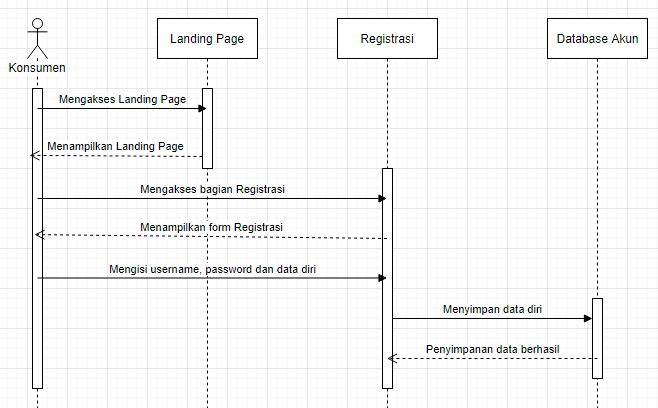 Landing Page
Registrasi
Database Akun
Konsumen
Mengakses Landing Page
Menampilkan Landing Page
Mengakses bagian Registrasi
Menampilkan form Registrasi
Mengisi username, password dan data diri
Menyimpan data diri
Penyimpanan data berhasil